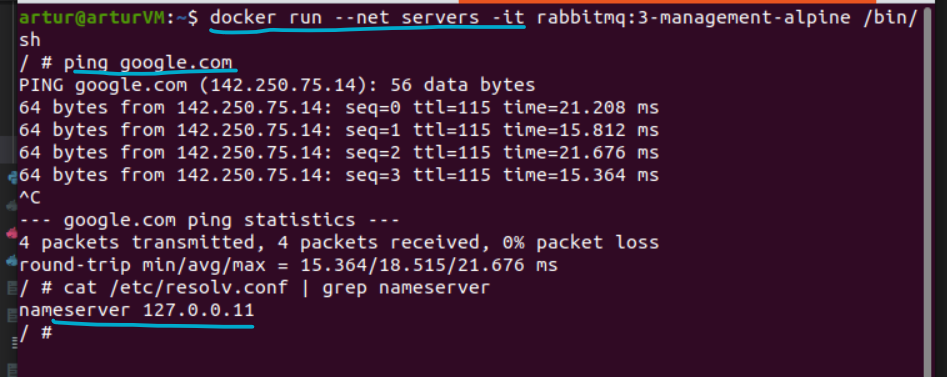 artur@arturVM:~$ docker run --net servers -it rabbitmq:3-management-alpine /bin/
sh
/ # ping google.com
PING google.com (142.250.75.14): 56 data bytes
64 bytes from 142.250.75.14: seq=0 ttl=115 time=21.208 ms
64 bytes from 142.250.75.14: seq=1 ttl=115 time=15.812 ms
64 bytes from 142.250.75.14: seq=2 ttl=115 time=21.676 ms
64 bytes from 142.250.75.14: seq=3 ttl=115 time=15.364 ms
^C
--- google.com ping statistics ---
4 packets transmitted, 4 packets received, 0% packet loss
round-trip min/avg/max = 15.364/18.515/21.676 ms
/ # cat /etc/resolv.conf | grep nameserver
nameserver 127.0.0.11
/ #